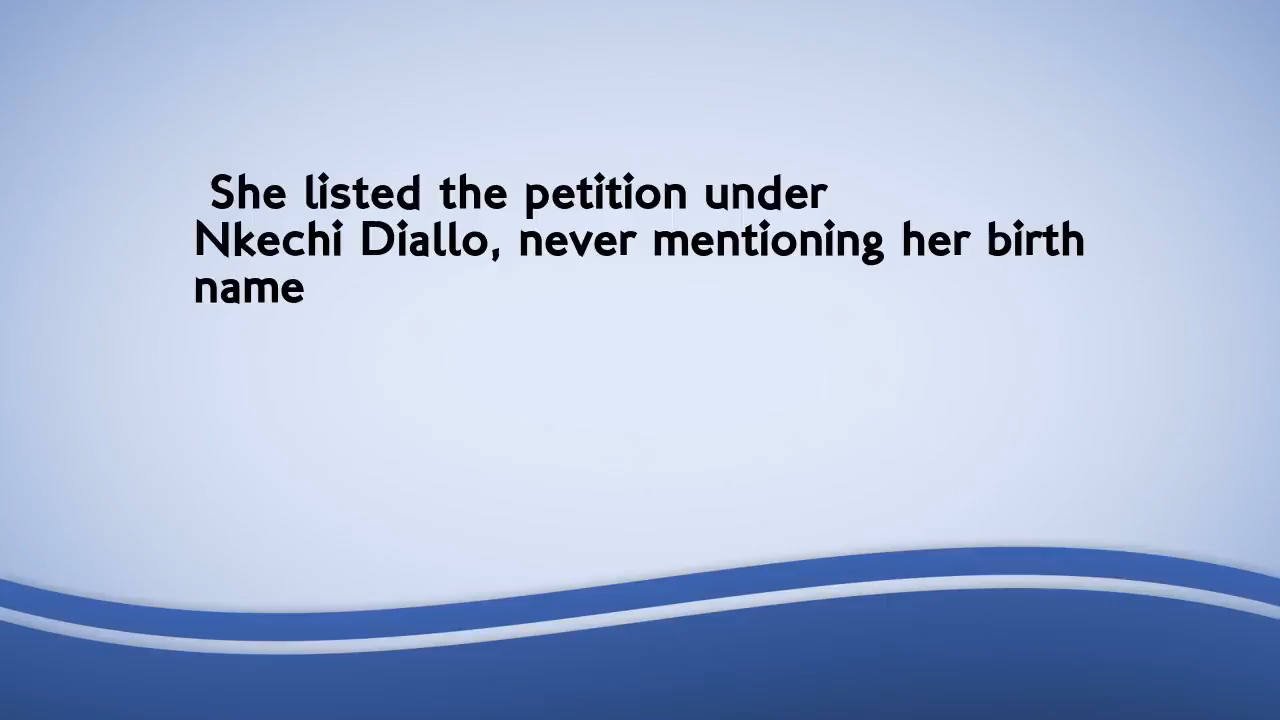 She listed the petition under
Nkechi Diallo, never mentioning her birth
name